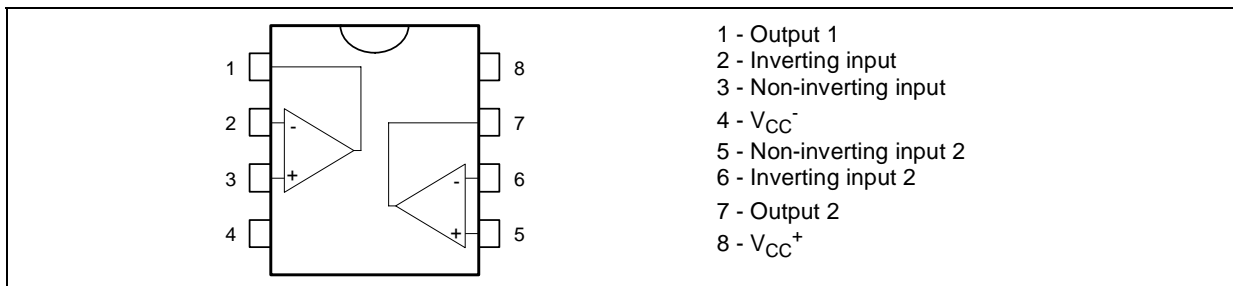 1
2
3
4
8
7
6
5
-
+
-
+
1 - Output 1
2 - Inverting input
3 - Non-inverting input
4 - VCC-
5 - Non-inverting input 2
6 - Inverting input 2
7 - Output 2
8 - VCC+